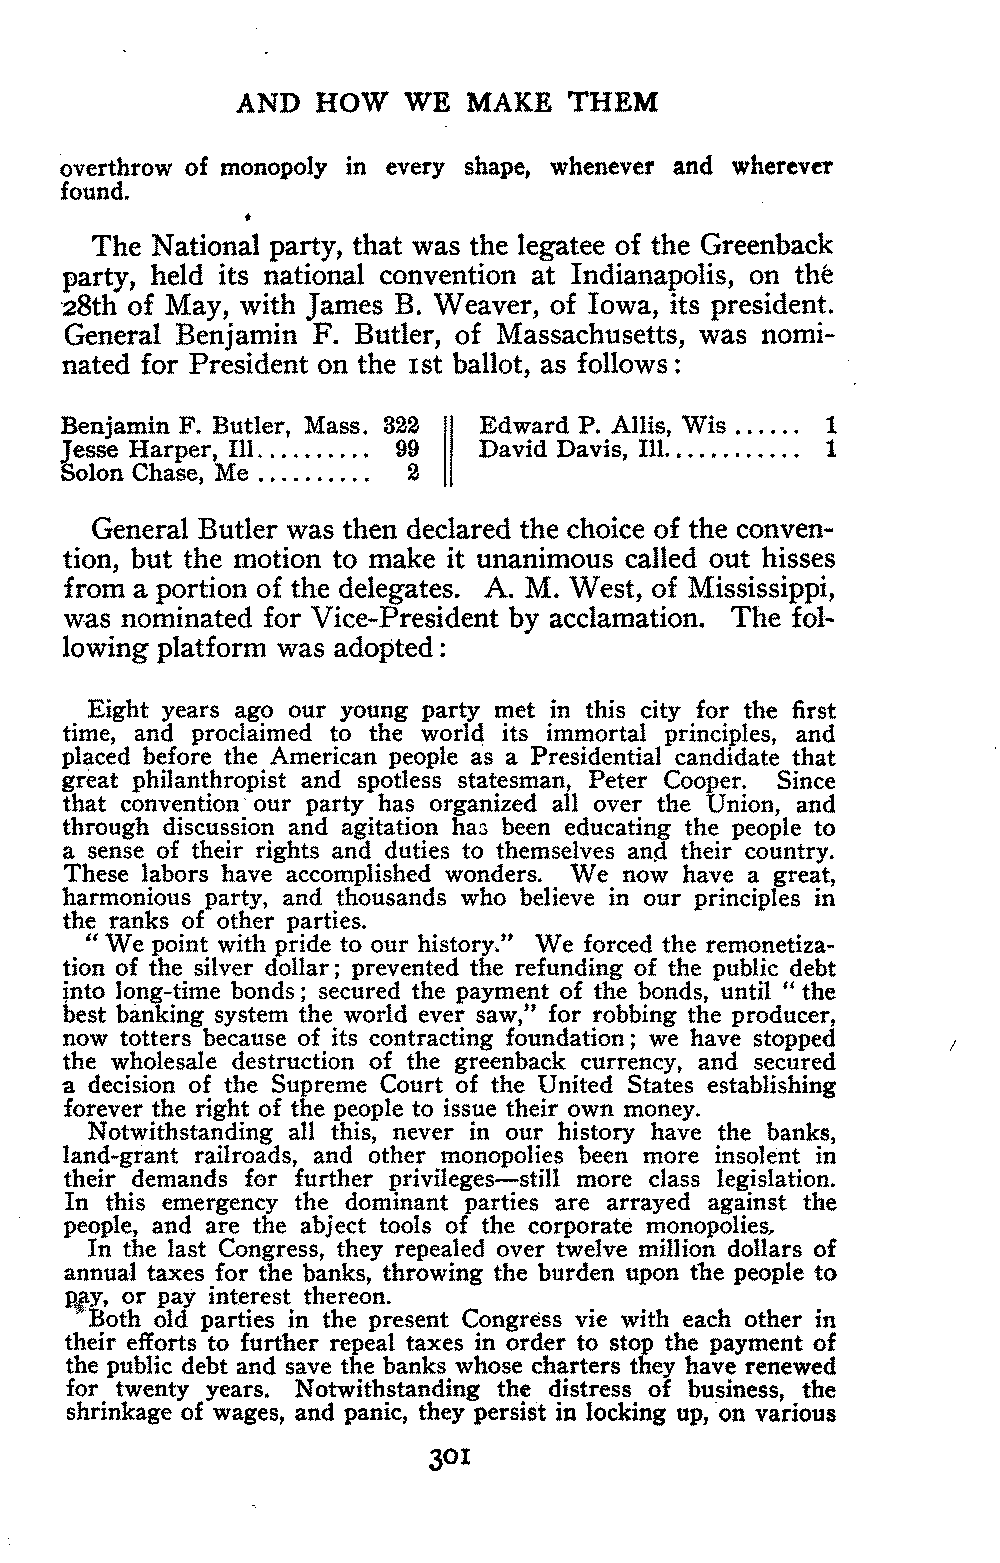 AND HOW WE MAKE THEM
overthrow of monopoly in every shape, whenever and wherever
found.
The National party, that was the legatee of the Greenback
party, held its national convention at Indianapolis, on the
28th of May, with James B. Weaver, of Iowa, its president.
General Benjamin F. Butler, of Massachusetts, was nomi-
nated for President on the 1st ballot, as follows:
Benjamin F. Butler, Mass. 322 || Edward P. Allis, Wis ...... 1
Jesse Harper, Ill.......... 99 || David Davis, Ill............ 1
Solon Chase, Me .......... 2 ||
General Butler was then declared the choice of the conven-
tion, but the motion to make it unanimous called out hisses
from a portion of the delegates. A. M. West, of Mississippi,
was nominated for Vice-President by acclamation. The fol-
lowing platform was adopted:
Eight years ago our young party met in this city for the first
time, and proclaimed to the world its immortal principles, and
placed before the American people as a Presidential candidate that
great philanthropist and spotless statesman, Peter Cooper. Since
that convention our party has organized all over the Union, and
through discussion and agitation has been educating the people to
a sense of their rights and duties to themselves and their country.
These labors have accomplished wonders. We now have a great,
harmonious party, and thousands who believe in our principles in
the ranks of other parties.
"We point with pride to our history." We forced the remonetiza-
tion of the silver dollar; prevented the refunding of the public debt
into long-time bonds; secured the payment of the bonds, until "the
best banking system the world ever saw," for robbing the producer,
now totters because of its contracting foundation; we have stopped
the wholesale destruction of the greenback currency, and secured
a decision of the Supreme Court of the United States establishing
forever the right of the people to issue their own money.
Notwithstanding all this, never in our history have the banks,
land-grant railroads, and other monopolies been more insolent in
their demands for further privileges—still more class legislation.
In this emergency the dominant parties are arrayed against the
people, and are the abject tools of the corporate monopolies.
In the last Congress, they repealed over twelve million dollars of
annual taxes for the banks, throwing the burden upon the people to
pay, or pay interest thereon.
Both old parties in the present Congress vie with each other in
their efforts to further repeal taxes in order to stop the payment of
the public debt and save the banks whose charters they have renewed
for twenty years. Notwithstanding the distress of business, the
shrinkage of wages, and panic, they persist in locking up, on various
301